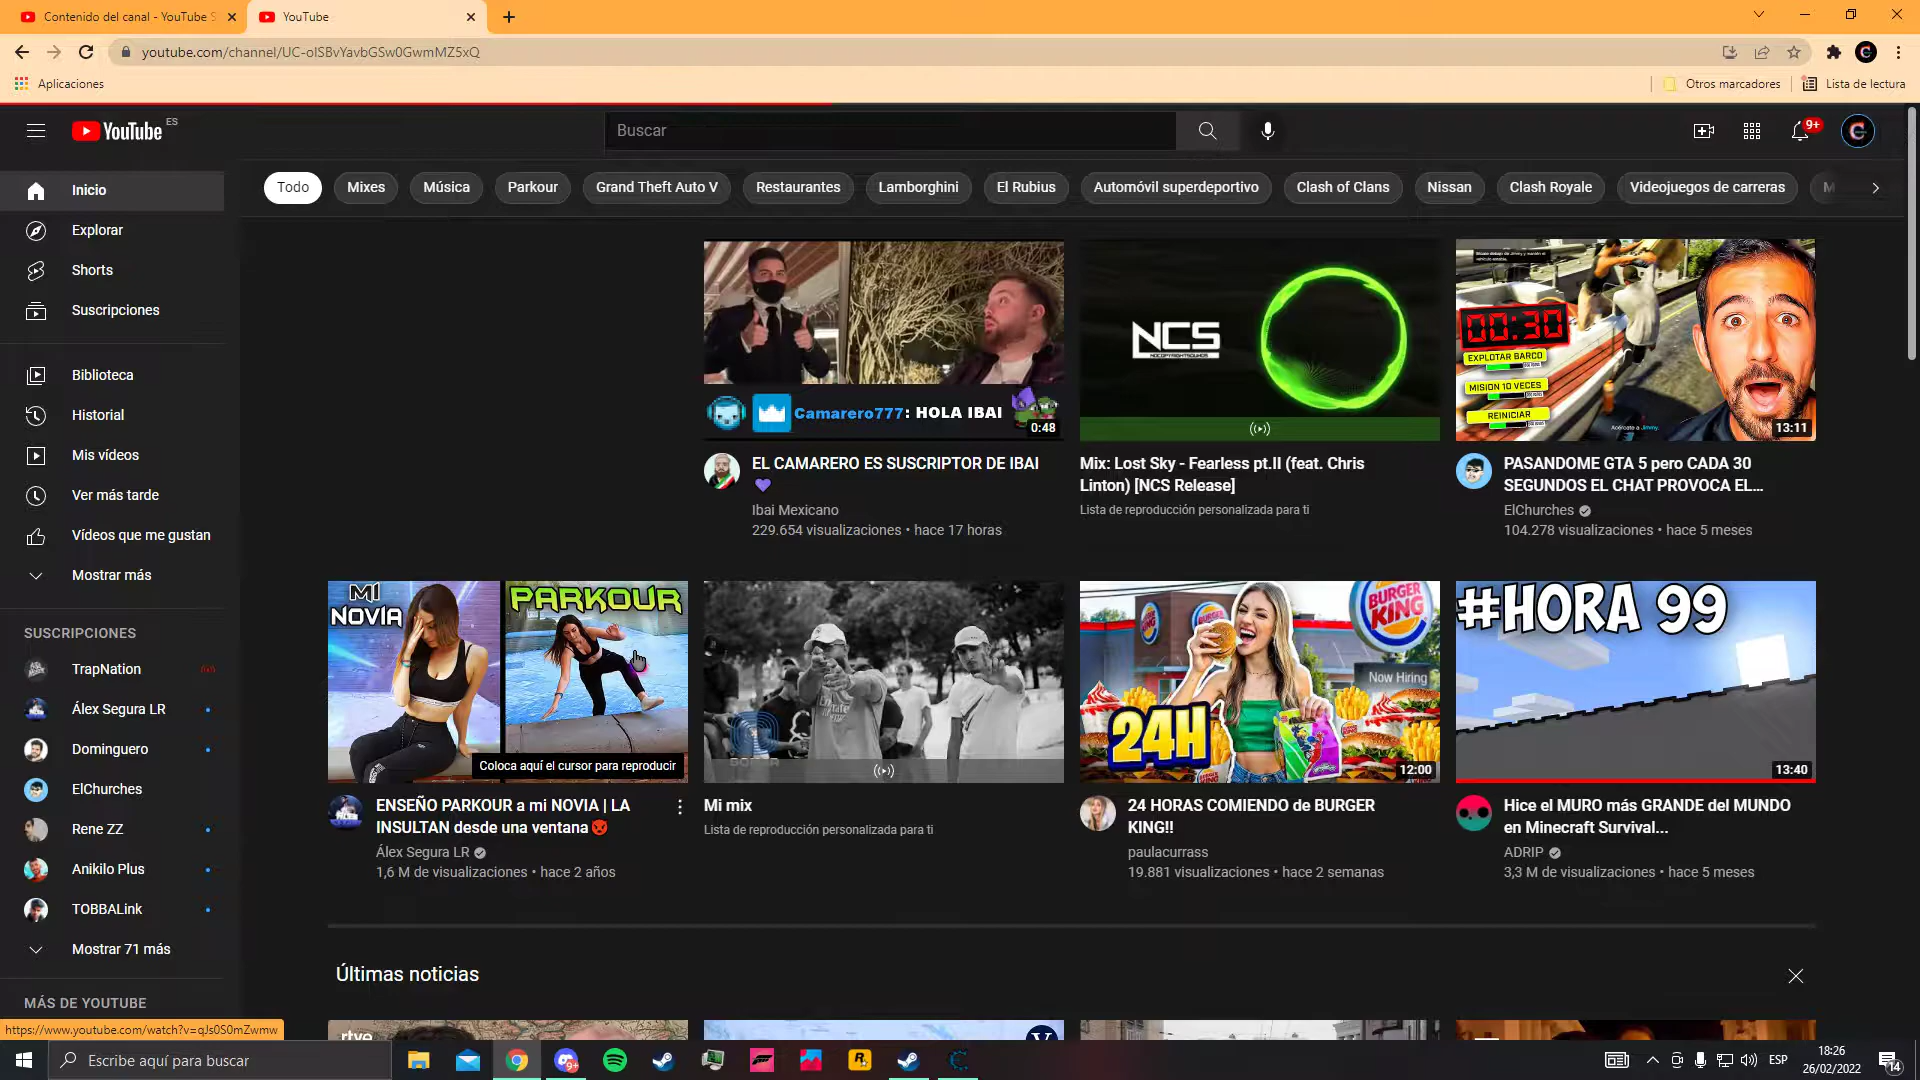 Contenido del canal - YouTube S
YouTube
youtube.com/channel/UC-olSBvYavbGSw0GwmMZ5xQ
Aplicaciones
Otros marcadores
Lista de lectura
YouTube ES
Buscar
9+
Todo
Mixes
Música
Parkour
Grand Theft Auto V
Restaurantes
Lamborghini
El Rubius
Automóvil superdeportivo
Clash of Clans
Nissan
Clash Royale
Videojuegos de carreras
M
Inicio
Explorar
Shorts
Suscripciones
Biblioteca
Historial
Mis vídeos
Ver más tarde
Vídeos que me gustan
Mostrar más
SUSCRIPCIONES
TrapNation
Álex Segura LR
Dominguero
ElChurches
Rene ZZ
Anikilo Plus
TOBBALink
Mostrar 71 más
MÁS DE YOUTUBE
Camarero777: HOLA IBAI
0:48
EL CAMARERO ES SUSCRIPTOR DE IBAI
💜
Ibai Mexicano
229.654 visualizaciones • hace 17 horas
NCS
NOCOPYRIGHTSOUNDS
Mix: Lost Sky - Fearless pt.II (feat. Chris
Linton) [NCS Release]
Lista de reproducción personalizada para ti
00:30
EXPLOTAR BARCO
MISION 10 VECES
REINICIAR
Acércate a Jimmy.
13:11
PASANDOME GTA 5 pero CADA 30
SEGUNDOS EL CHAT PROVOCA EL...
ElChurches
104.278 visualizaciones • hace 5 meses
MI
NOVIA
PARKOUR
Coloca aquí el cursor para reproducir
ENSEÑO PARKOUR a mi NOVIA | LA
INSULTAN desde una ventana😡
Álex Segura LR
1,6 M de visualizaciones • hace 2 años
Mi mix
Lista de reproducción personalizada para ti
BURGER
KING
BURGER
KING
Now Hiring
24H
12:00
24 HORAS COMIENDO de BURGER
KING!!
paulacurrass
19.881 visualizaciones • hace 2 semanas
#HORA 99
13:40
Hice el MURO más GRANDE del MUNDO
en Minecraft Survival...
ADRIP
3,3 M de visualizaciones • hace 5 meses
Últimas noticias
rtve
V
https://www.youtube.com/watch?v=qJs0S0mZwmw
Escribe aquí para buscar
9+
ESP
18:26
26/02/2022
14